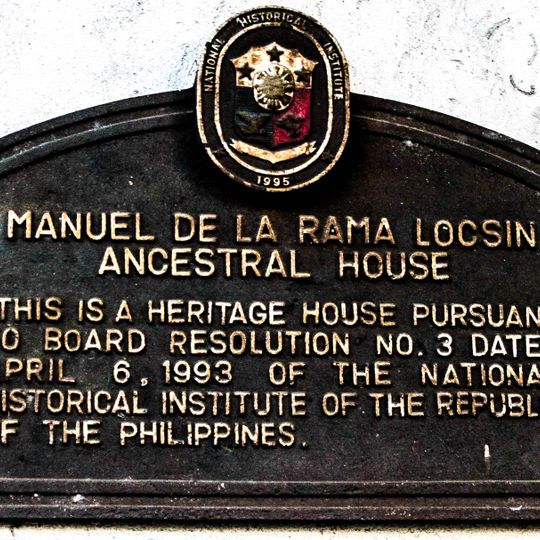 NATIONAL HISTORICAL INSTITUTE
1995
MANUEL DE LA RAMA LOCSIN
ANCESTRAL HOUSE
THIS IS A HERITAGE HOUSE PURSUAN
O BOARD RESOLUTION NO. 3 DATE
PRIL 6, 1993 OF THE NATIONA
ISTORICAL INSTITUTE OF THE REPUBL
F THE PHILIPPINES.